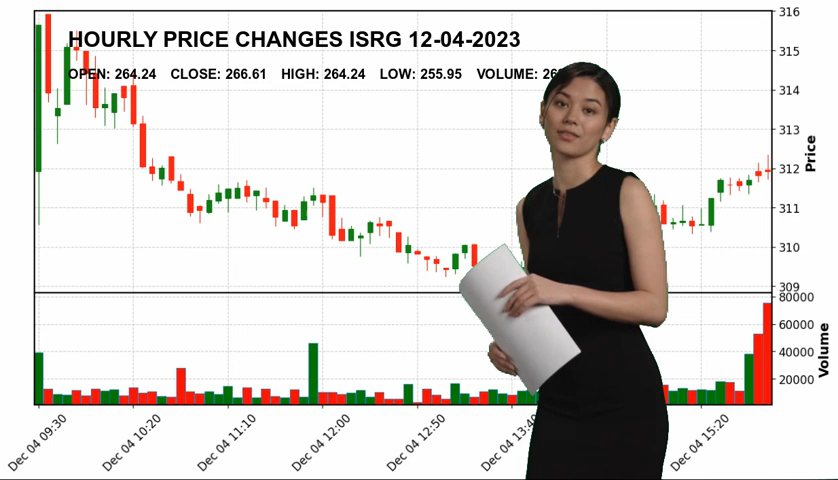 HOURLY PRICE CHANGES ISRG 12-04-2023
OPEN: 264.24 CLOSE: 266.61 HIGH: 264.24 LOW: 255.95 VOLUME:
316
315
314
313
312
311
310
309
Price
80000
60000
40000
20000
Volume
Dec 04 09:30
Dec 04 10:20
Dec 04 11:10
Dec 04 12:00
Dec 04 12:50
Dec 04
Dec 04 15:20